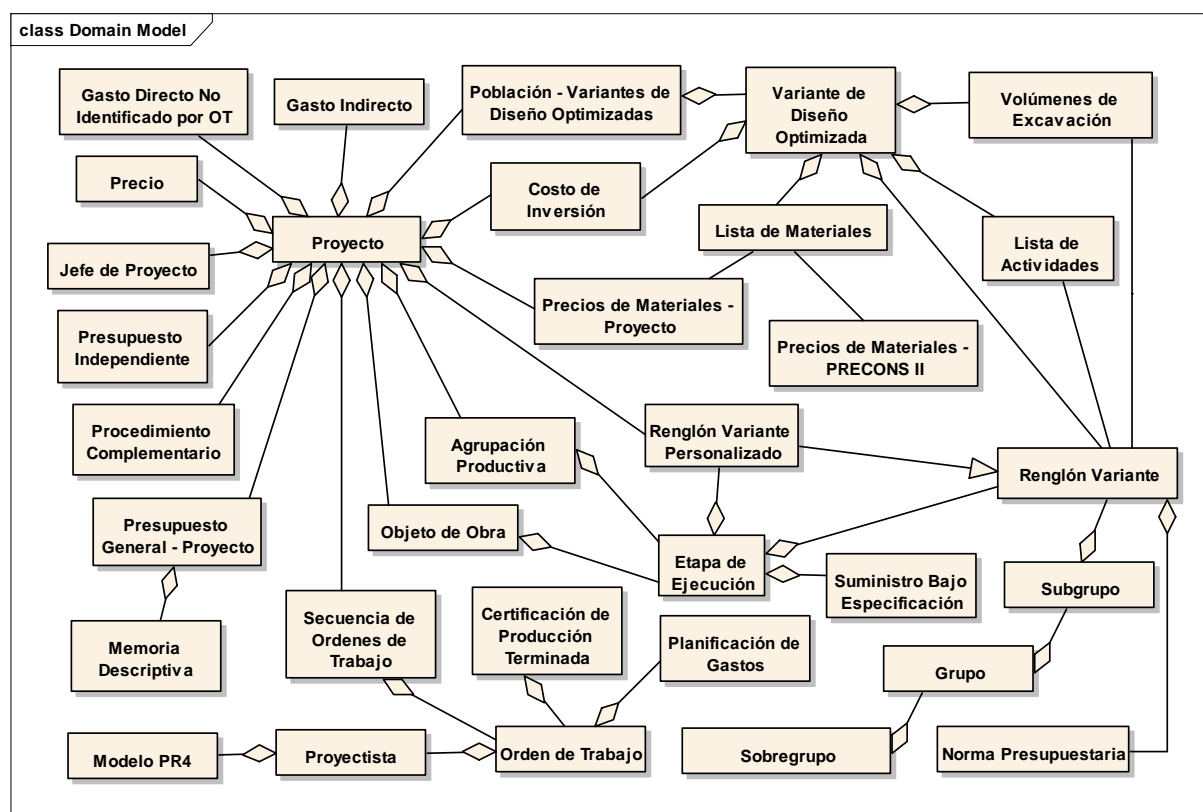 class Domain Model
Gasto Directo No
Identificado por OT
Gasto Indirecto
Población - Variantes de
Diseño Optimizadas
Variante de
Diseño
Optimizada
Volúmenes de
Excavación
Precio
Costo de
Inversión
Proyecto
Lista de Materiales
Lista de
Actividades
Jefe de Proyecto
Precios de Materiales -
Proyecto
Presupuesto
Independiente
Precios de Materiales -
PRECONS II
Procedimiento
Complementario
Agrupación
Productiva
Renglón Variante
Personalizado
Renglón Variante
Presupuesto
General - Proyecto
Objeto de Obra
Etapa de
Ejecución
Suministro Bajo
Especificación
Subgrupo
Memoria
Descriptiva
Secuencia de
Ordenes de
Trabajo
Certificación de
Producción
Terminada
Planificación de
Gastos
Grupo
Modelo PR4
Proyectista
Orden de Trabajo
Sobregrupo
Norma Presupuestaria